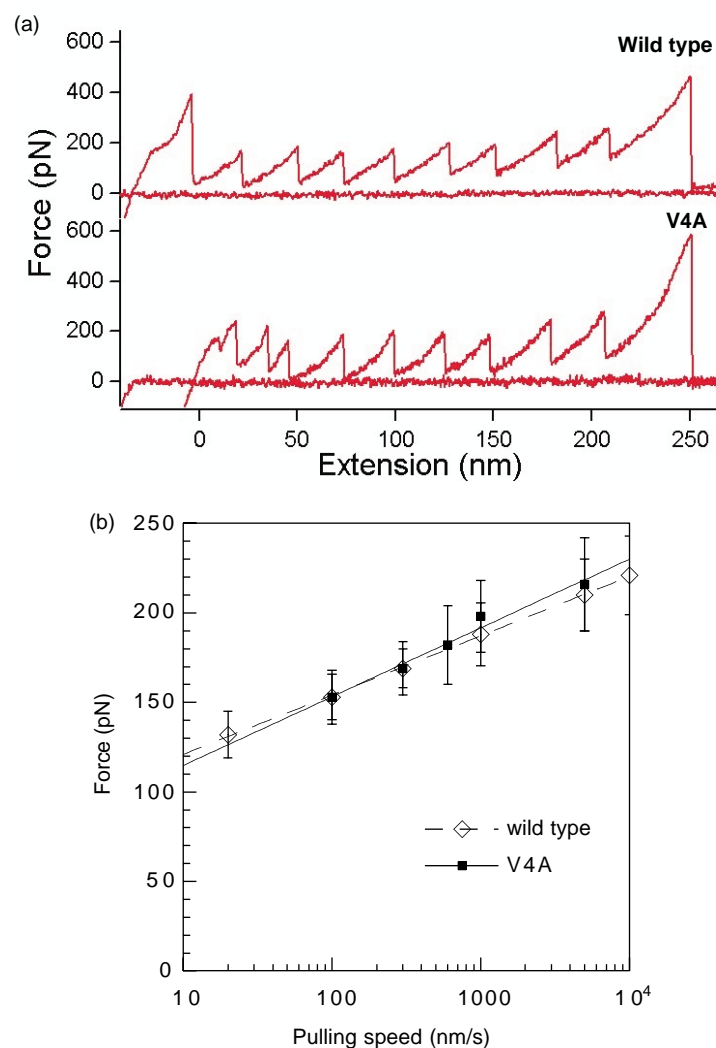 (a)
Wild type
600
400
200
0
V4A
600
400
200
0
Force (pN)
0 50 100 150 200 250
Extension (nm)
(b)
250
200
150
100
50
0
Force (pN)
wild type
V4A
10 100 1000 10⁴
Pulling speed (nm/s)